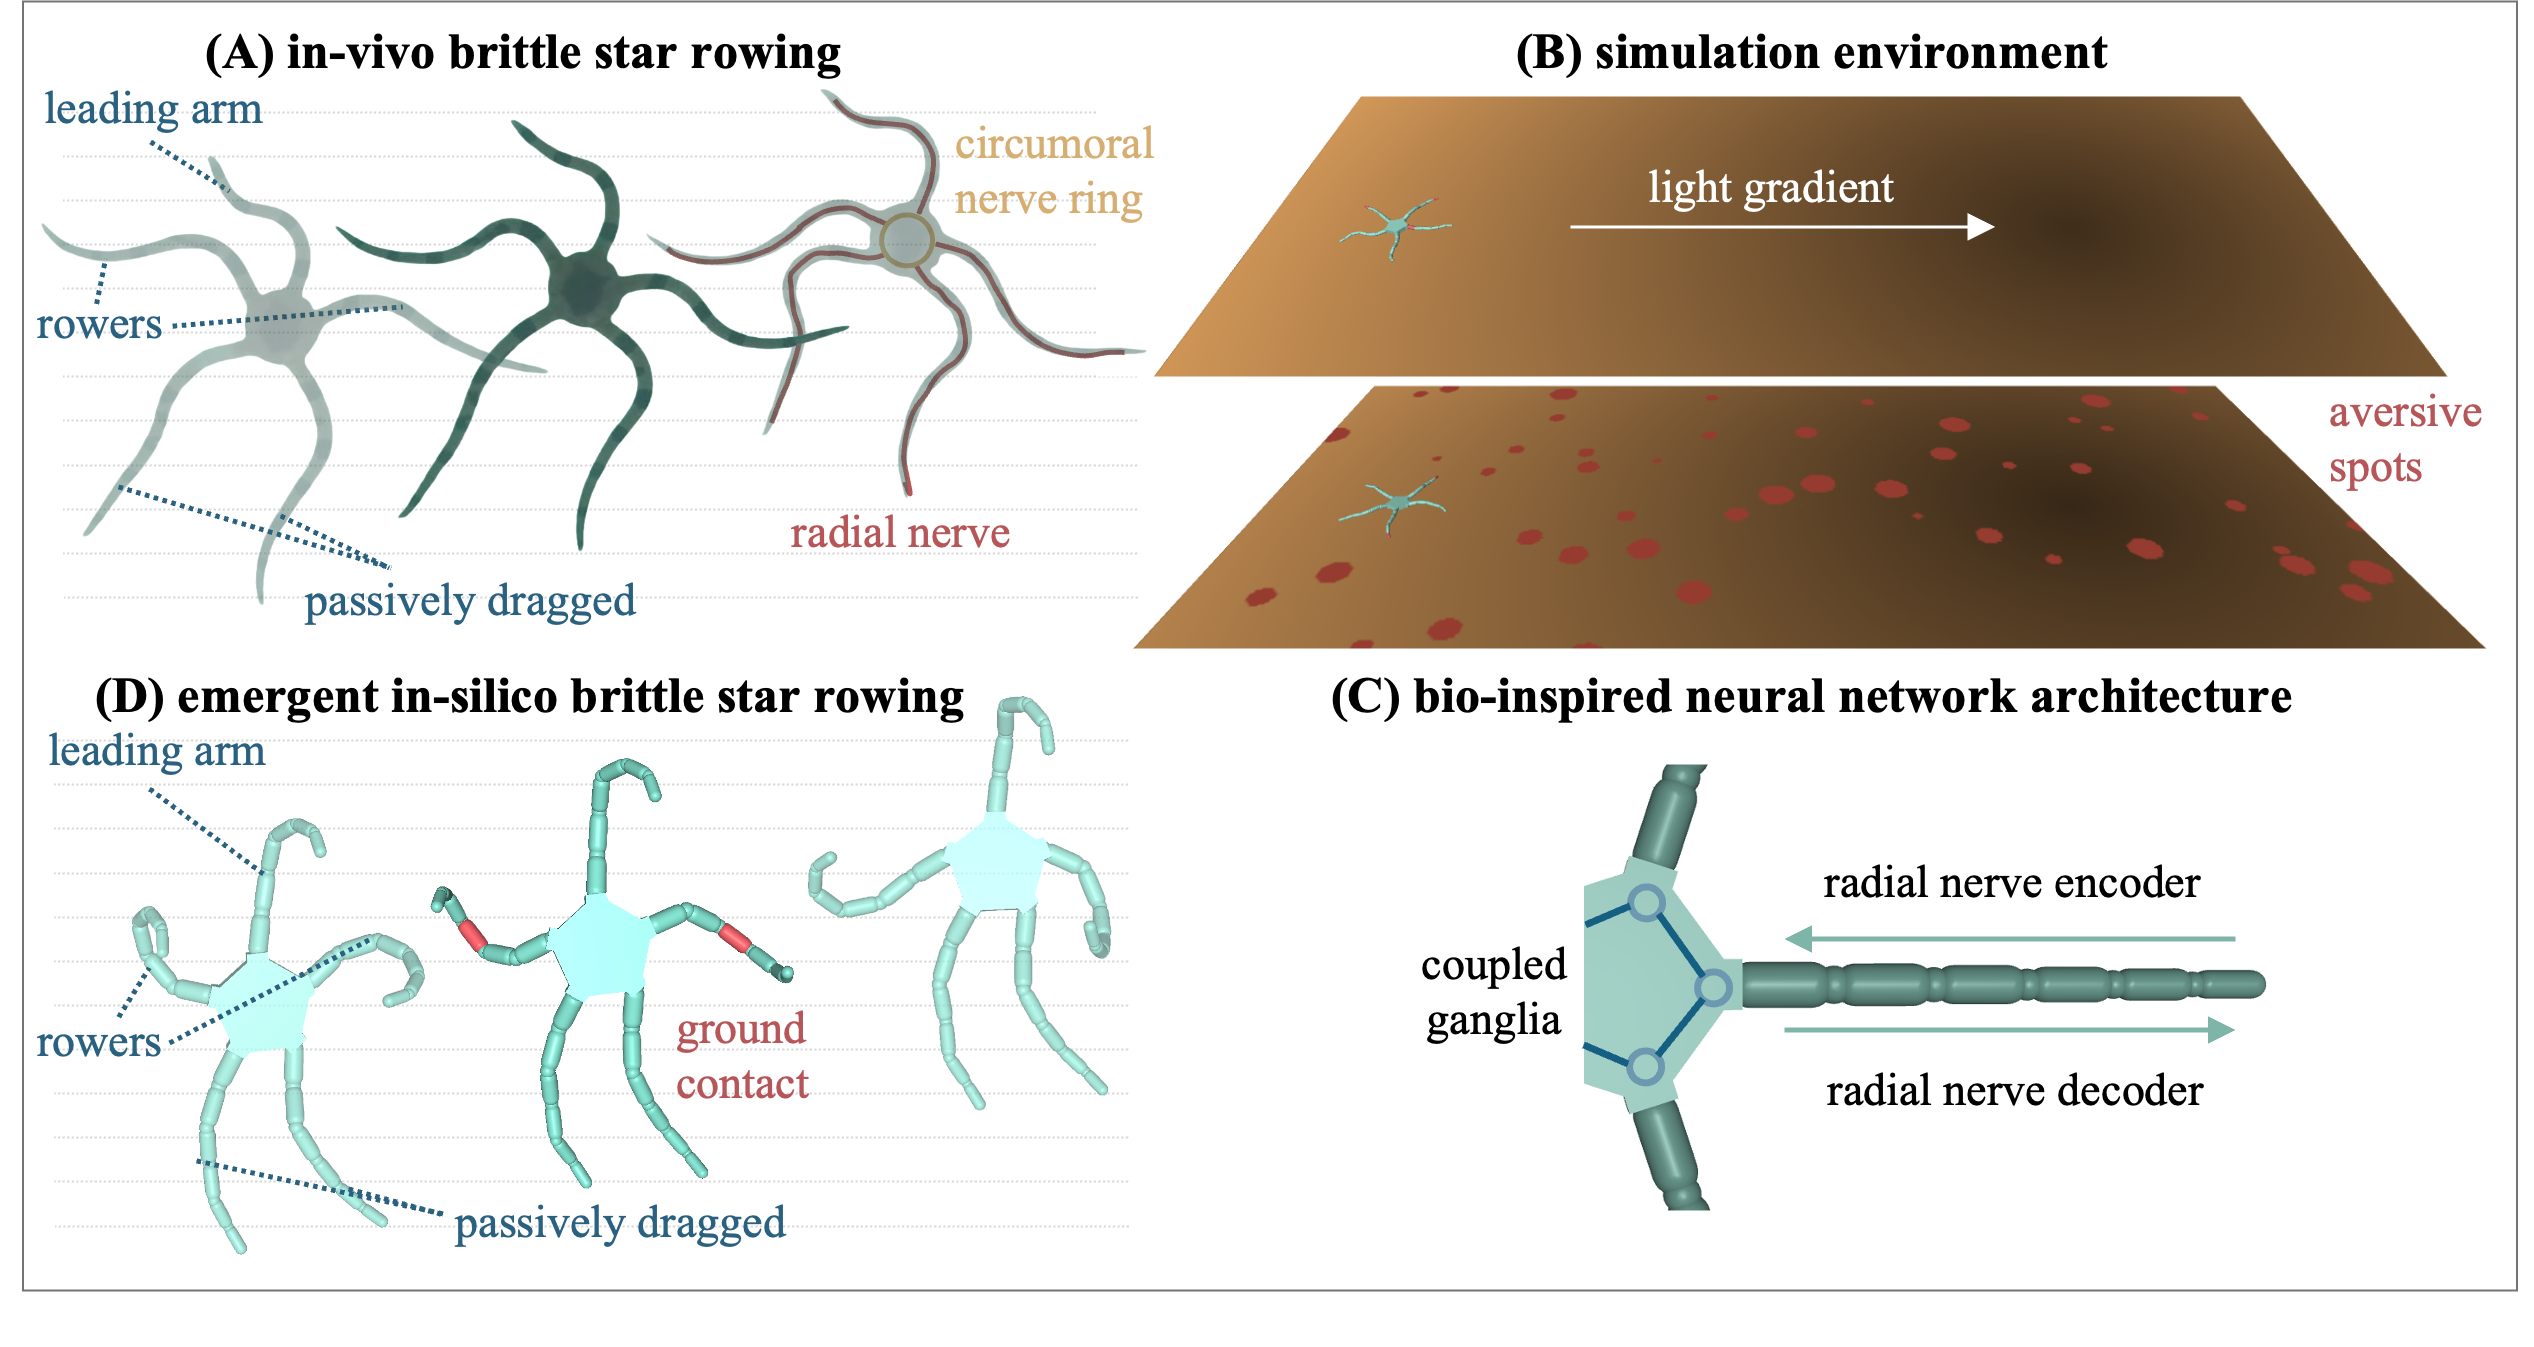 (A) in-vivo brittle star rowing
leading arm
circumoral
nerve ring
rowers
radial nerve
passively dragged
(B) simulation environment
light gradient
aversive
spots
(D) emergent in-silico brittle star rowing
leading arm
rowers
ground
contact
passively dragged
(C) bio-inspired neural network architecture
radial nerve encoder
coupled
ganglia
radial nerve decoder